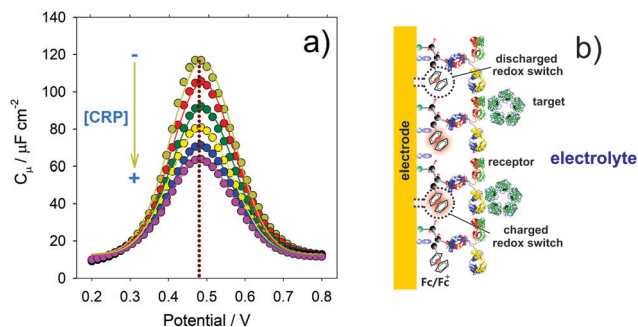 a)
140
120
100
80
60
40
20
0
Cμ / μF cm-2
-
[CRP]
+
0.2 0.3 0.4 0.5 0.6 0.7 0.8
Potential / V
b)
electrode
discharged
redox switch
target
electrolyte
receptor
charged
redox switch
Fc/Fc+